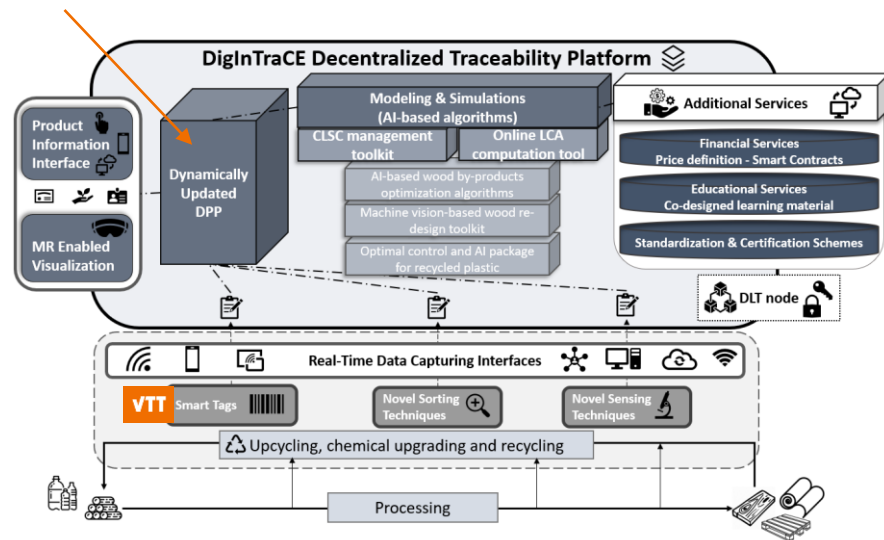 DigInTraCE Decentralized Traceability Platform
Product
Information
Interface
MR Enabled
Visualization
Dynamically
Updated
DPP
Modeling & Simulations
(AI-based algorithms)
CLSC management
toolkit
Online LCA
computation tool
AI-based wood by-products
optimization algorithms
Machine vision-based wood re-
design toolkit
Optimal control and AI package
for recycled plastic
Additional Services
Financial Services
Price definition - Smart Contracts
Educational Services
Co-designed learning material
Standardization & Certification Schemes
DLT node
Real-Time Data Capturing Interfaces
VTT
Smart Tags
Novel Sorting
Techniques
Novel Sensing
Techniques
Upcycling, chemical upgrading and recycling
Processing